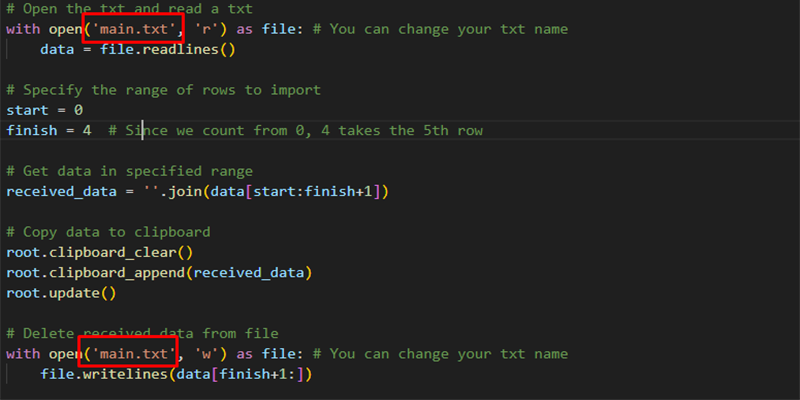 # Open the txt and read a txt
with open('main.txt', 'r') as file: # You can change your txt name
data = file.readlines()
# Specify the range of rows to import
start = 0
finish = 4  # Since we count from 0, 4 takes the 5th row
# Get data in specified range
received_data = ''.join(data[start:finish+1])
# Copy data to clipboard
root.clipboard_clear()
root.clipboard_append(received_data)
root.update()
# Delete received data from file
with open('main.txt', 'w') as file: # You can change your txt name
file.writelines(data[finish+1:])